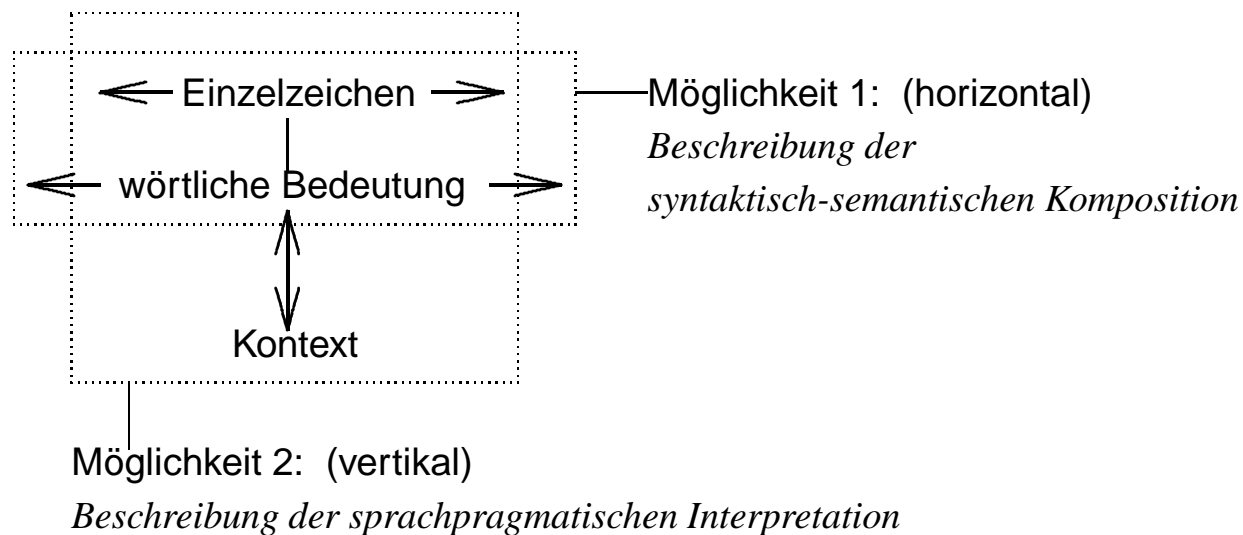 Einzelzeichen
Möglichkeit 1: (horizontal)
Beschreibung der
syntaktisch-semantischen Komposition
wörtliche Bedeutung
Kontext
Möglichkeit 2: (vertikal)
Beschreibung der sprachpragmatischen Interpretation